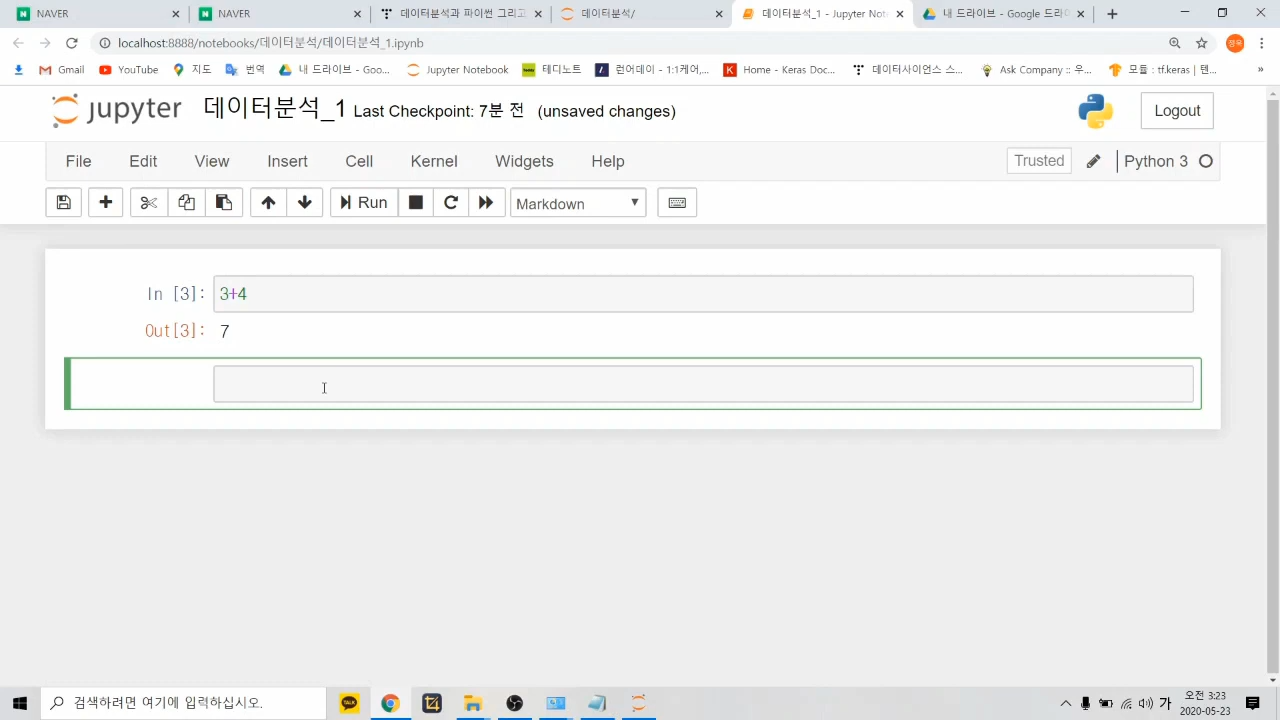 NAVER
NAVER
데이터분석과 파이썬 그리고
데이터분석/
데이터분석_1 - Jupyter Not
내 드라이브 - Google 드라이
localhost:8888/notebooks/데이터분석/데이터분석_1.ipynb
Gmail
YouTube
지도
번역
내 드라이브 - Goo...
Jupyter Notebook
테디노트
런어데이 - 1:1케어,...
Home - Keras Doc...
데이터사이언스 스...
Ask Company :: 우...
모듈 : tf.keras | 텐...
»
jupyter 데이터분석_1 Last Checkpoint: 7분 전 (unsaved changes)
Logout
File Edit View Insert Cell Kernel Widgets Help
Trusted
Python 3
Run
Markdown
In [3]: 3+4
Out[3]: 7
검색하려면 여기에 입력하십시오.
TALK
가
오전 3:23
2020-05-23